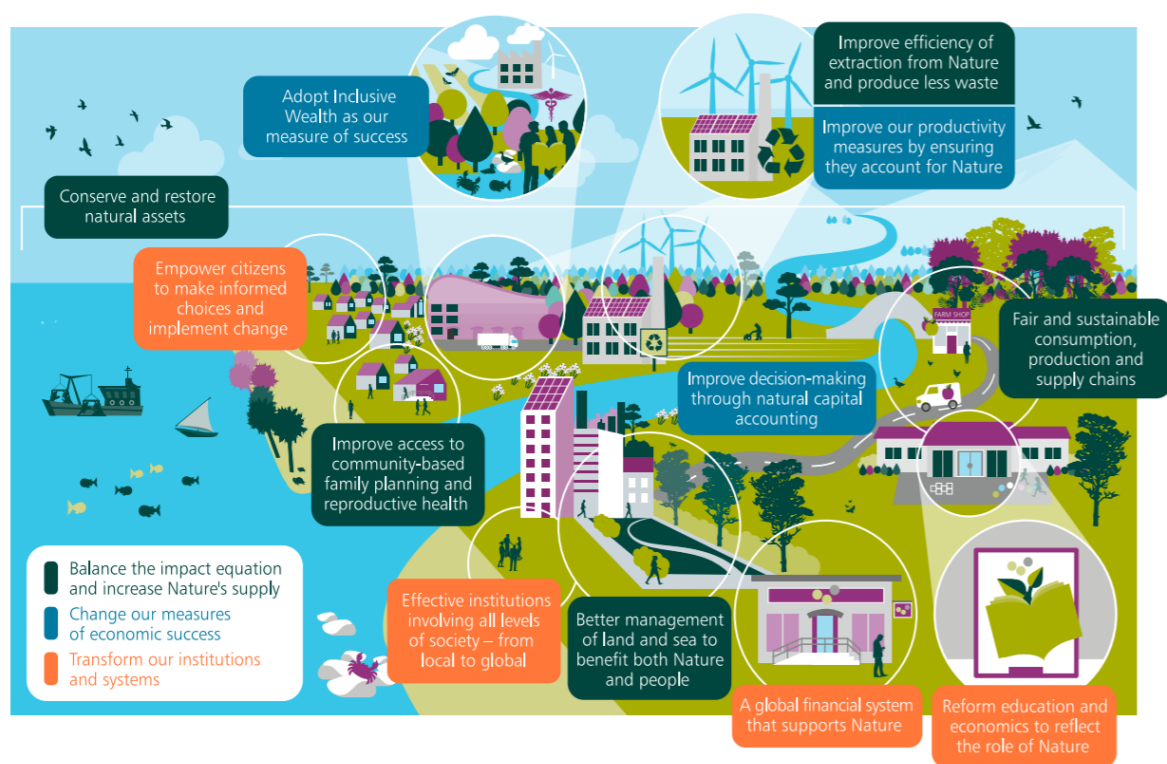 Adopt Inclusive
Wealth as our
measure of success
Improve efficiency of
extraction from Nature
and produce less waste
Improve our productivity
measures by ensuring
they account for Nature
Conserve and restore
natural assets
Empower citizens
to make informed
choices and
implement change
FARM SHOP
Fair and sustainable
consumption,
production and
supply chains
Improve decision-making
through natural capital
accounting
Improve access to
community-based
family planning and
reproductive health
Balance the impact equation
and increase Nature's supply
Change our measures
of economic success
Transform our institutions
and systems
Effective institutions
involving all levels
of society – from
local to global
Better management
of land and sea to
benefit both Nature
and people
A global financial system
that supports Nature
Reform education and
economics to reflect
the role of Nature